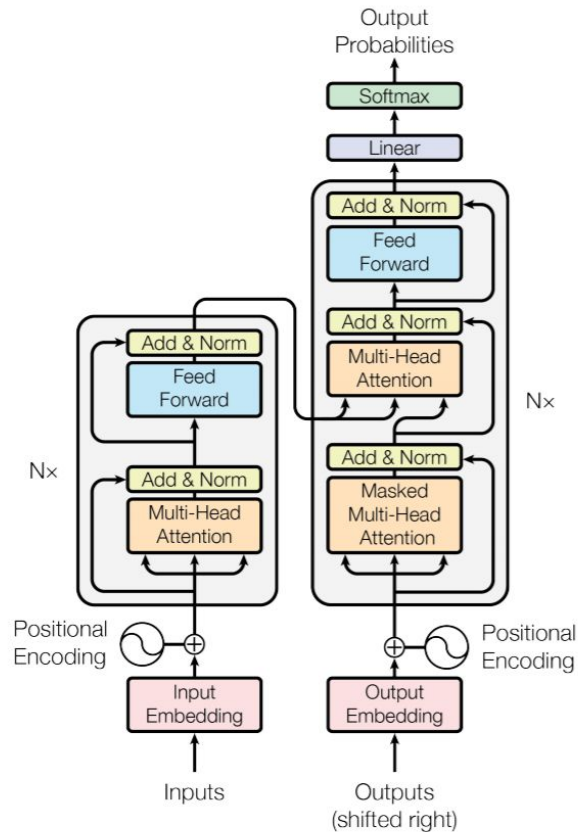 Output
Probabilities
Softmax
Linear
Add & Norm
Feed
Forward
Add & Norm
Multi-Head
Attention
Add & Norm
Masked
Multi-Head
Attention
Nx
Add & Norm
Feed
Forward
Add & Norm
Multi-Head
Attention
Nx
Positional
Encoding
Positional
Encoding
Input
Embedding
Output
Embedding
Inputs
Outputs
(shifted right)